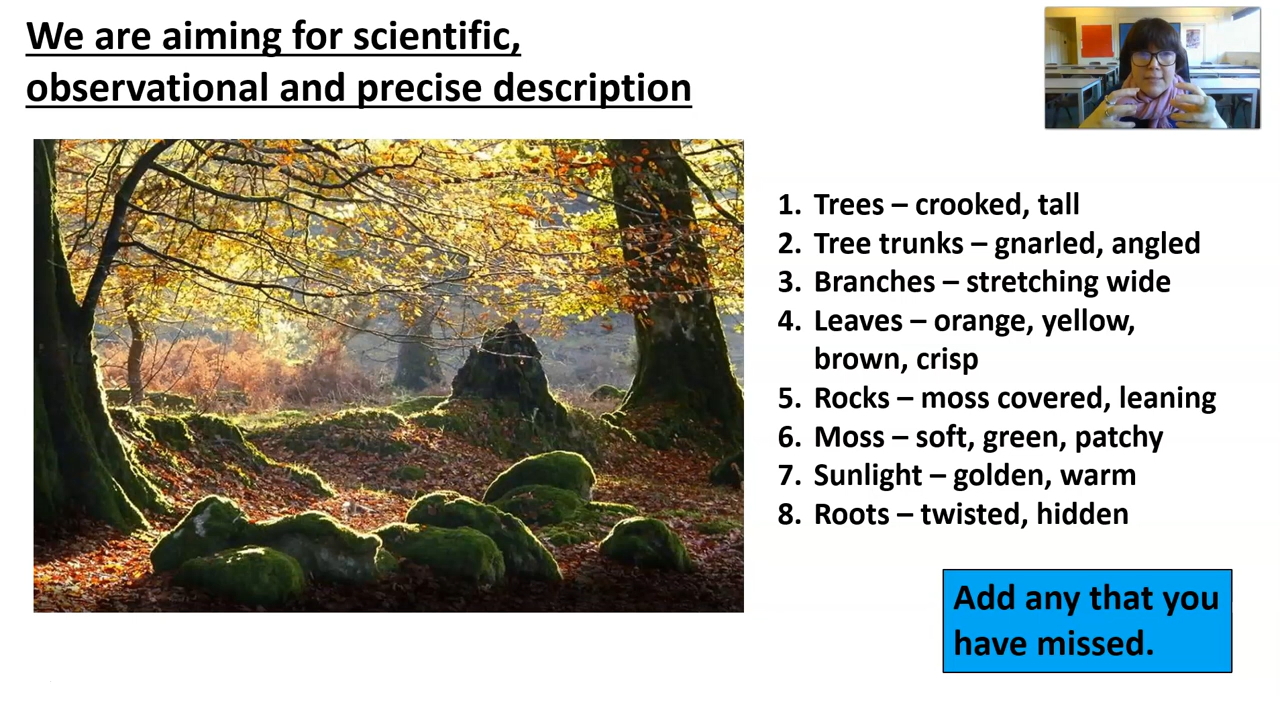 We are aiming for scientific,
observational and precise description
1. Trees – crooked, tall
2. Tree trunks – gnarled, angled
3. Branches – stretching wide
4. Leaves – orange, yellow,
brown, crisp
5. Rocks – moss covered, leaning
6. Moss – soft, green, patchy
7. Sunlight – golden, warm
8. Roots – twisted, hidden
Add any that you
have missed.